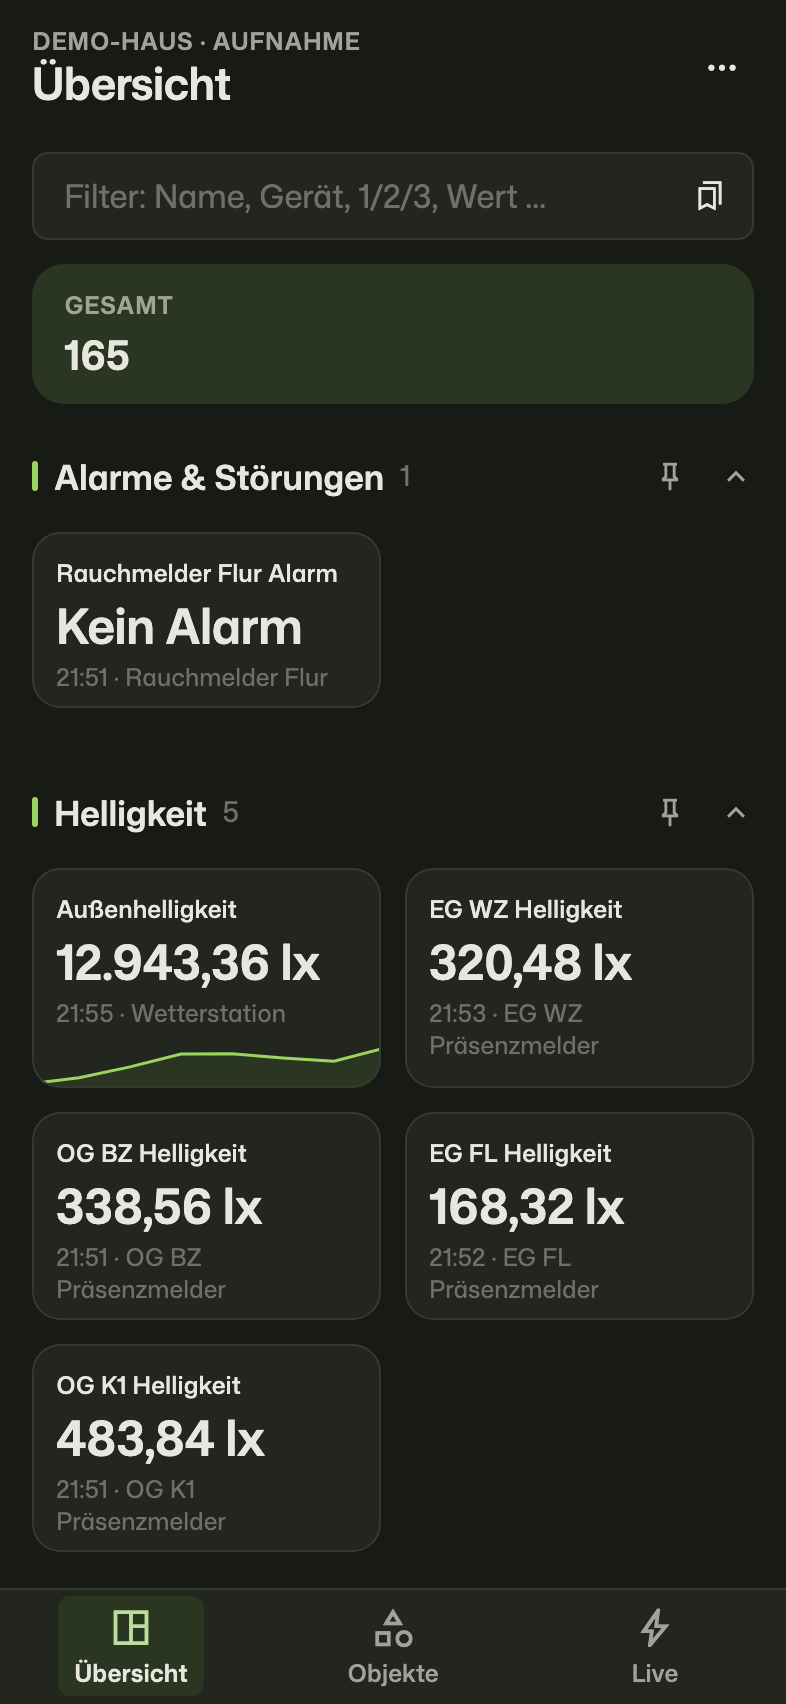 DEMO-HAUS · AUFNAHME
Übersicht
Filter: Name, Gerät, 1/2/3, Wert ...
GESAMT
165
Alarme & Störungen 1
Rauchmelder Flur Alarm
Kein Alarm
21:51 · Rauchmelder Flur
Helligkeit 5
Außenhelligkeit
12.943,36 lx
21:55 · Wetterstation
EG WZ Helligkeit
320,48 lx
21:53 · EG WZ
Präsenzmelder
OG BZ Helligkeit
338,56 lx
21:51 · OG BZ
Präsenzmelder
EG FL Helligkeit
168,32 lx
21:52 · EG FL
Präsenzmelder
OG K1 Helligkeit
483,84 lx
21:51 · OG K1
Präsenzmelder
Übersicht
Objekte
Live